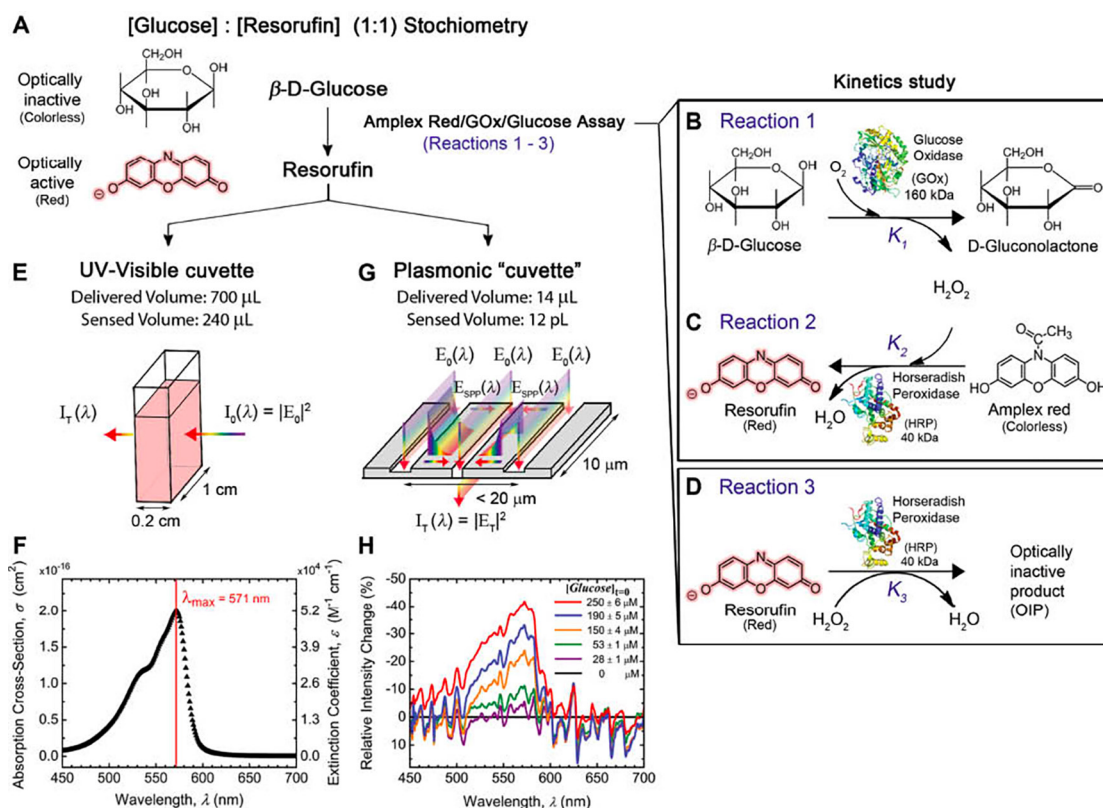 A [Glucose] : [Resorufin] (1:1) Stochiometry
Optically
inactive
(Colorless)
CH₂OH
O
OH
OH
OH
OH
β-D-Glucose
Amplex Red/GOx/Glucose Assay
(Reactions 1 - 3)
Optically
active
(Red)
N
⊖
O
O
O
Resorufin
Kinetics study
B Reaction 1
CH₂OH
O
OH
OH
OH
OH
β-D-Glucose
O₂
Glucose
Oxidase
(GOx)
160 kDa
K₁
CH₂OH
O
O
OH
OH
OH
D-Gluconolactone
H₂O₂
C Reaction 2
N
⊖
O
O
O
Resorufin
(Red)
K₂
H₂O
Horseradish
Peroxidase
(HRP)
40 kDa
O
CH₃
N
HO
O
OH
Amplex red
(Colorless)
D Reaction 3
N
⊖
O
O
O
Resorufin
(Red)
Horseradish
Peroxidase
(HRP)
40 kDa
H₂O₂
K₃
H₂O
Optically
inactive
product
(OIP)
E UV-Visible cuvette
Delivered Volume: 700 μL
Sensed Volume: 240 μL
I_T(λ)
I₀(λ) = |E₀|²
1 cm
0.2 cm
G Plasmonic “cuvette”
Delivered Volume: 14 μL
Sensed Volume: 12 pL
E₀(λ) E₀(λ) E₀(λ)
E_SPP(λ) E_SPP(λ)
10 μm
< 20 μm
I_T(λ) = |E_T|²
F
x10⁻¹⁶
x10⁴
λmax = 571 nm
Absorption Cross-Section, σ (cm²)
2.0
1.5
1.0
0.5
0.0
Extinction Coefficient, ε (M⁻¹ cm⁻¹)
5.2
3.9
2.6
1.3
0.0
450 500 550 600 650 700
Wavelength, λ (nm)
H
Relative Intensity Change (%)
-50
-40
-30
-20
-10
0
10
[Glucose]t=0
250 ± 6 μM
190 ± 5 μM
150 ± 4 μM
53 ± 1 μM
28 ± 1 μM
0 μM
450 500 550 600 650 700
Wavelength, λ (nm)